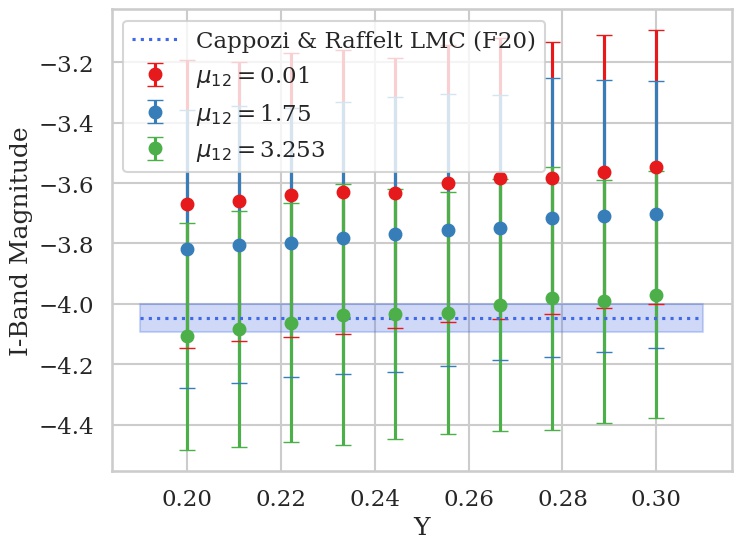 Cappozi & Raffelt LMC (F20)
μ₁₂ = 0.01
μ₁₂ = 1.75
μ₁₂ = 3.253
I-Band Magnitude
−3.2
−3.4
−3.6
−3.8
−4.0
−4.2
−4.4
0.20 0.22 0.24 0.26 0.28 0.30
Y